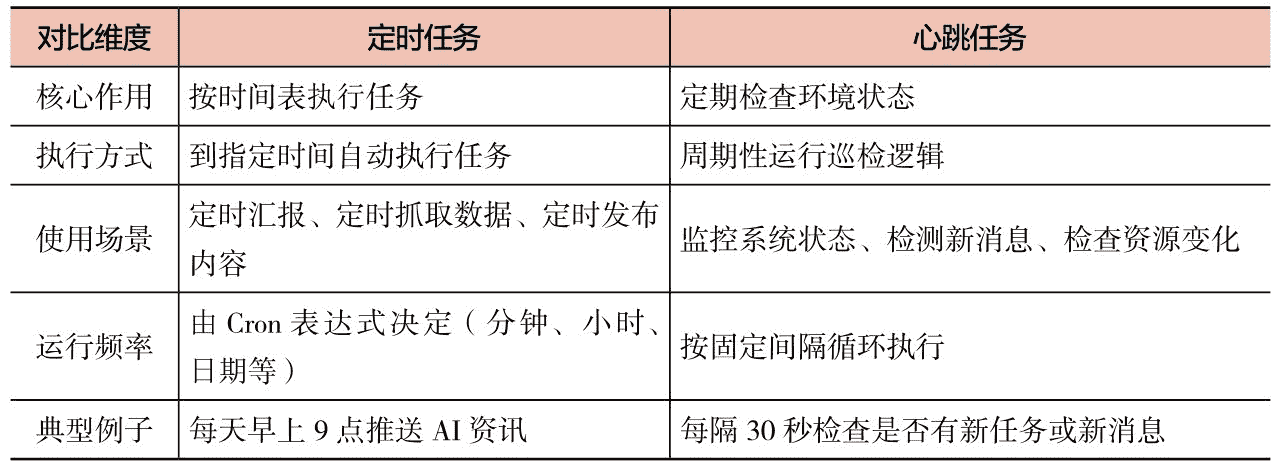 对比维度 定时任务 心跳任务
核心作用 按时间表执行任务 定期检查环境状态
执行方式 到指定时间自动执行任务 周期性运行巡检逻辑
使用场景 定时汇报、定时抓取数据、定时发布
内容 监控系统状态、检测新消息、检查资源变化
运行频率 由 Cron 表达式决定（分钟、小时、
日期等） 按固定间隔循环执行
典型例子 每天早上 9 点推送 AI 资讯 每隔 30 秒检查是否有新任务或新消息